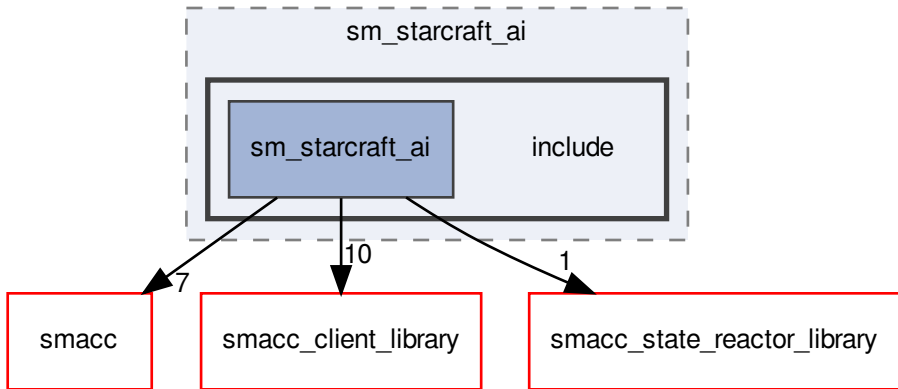 sm_starcraft_ai
sm_starcraft_ai
include
7
10
1
smacc
smacc_client_library
smacc_state_reactor_library